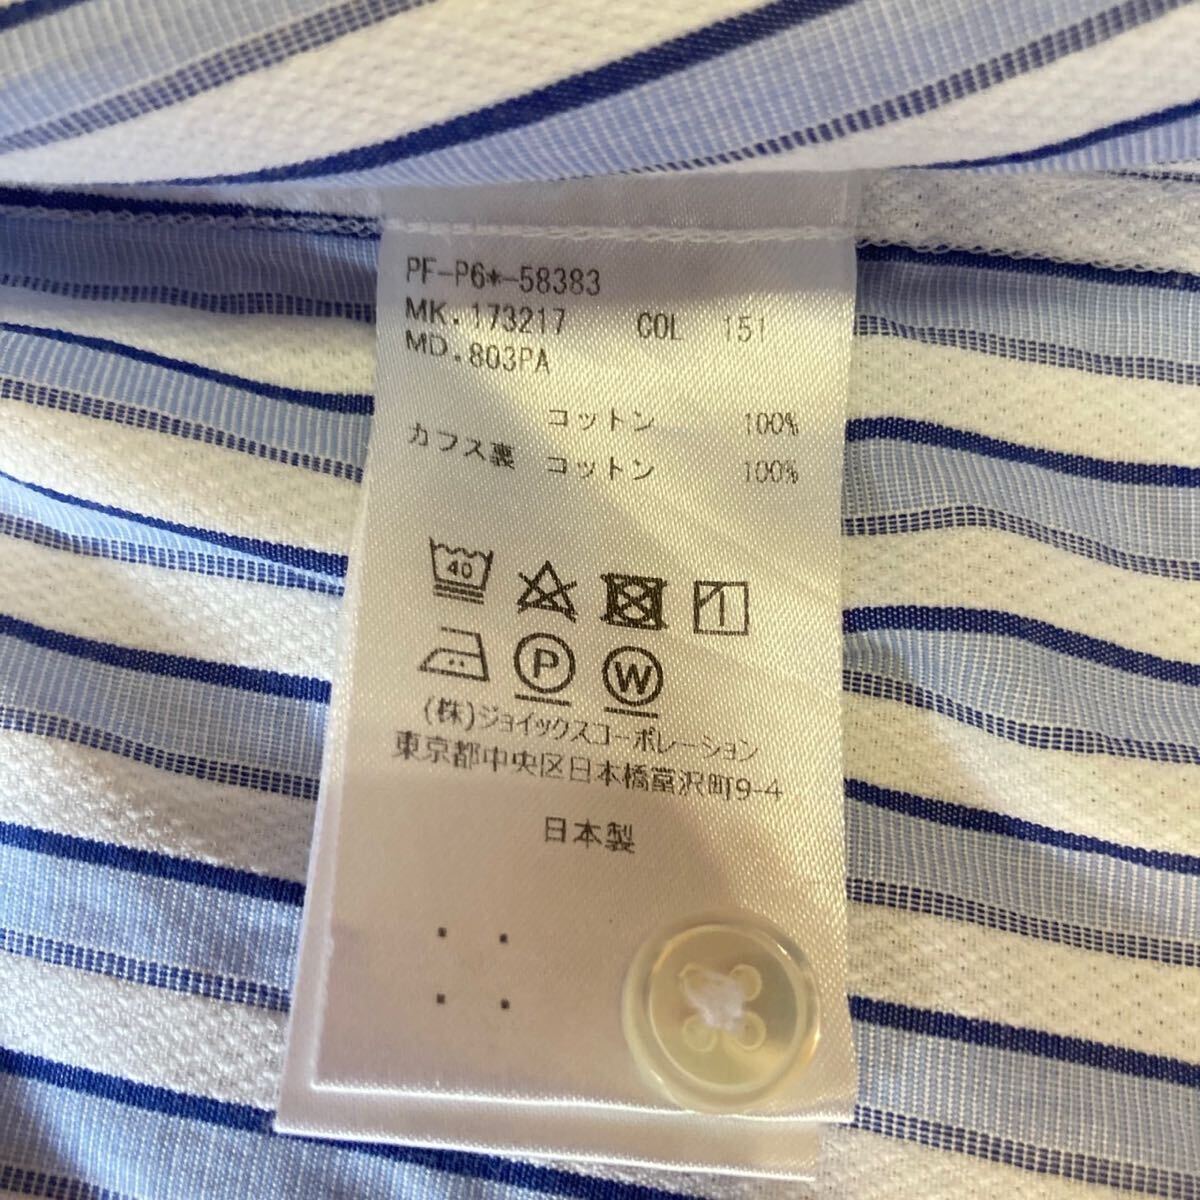 PF-P6*-58383
MK.173217 COL 151
MD.803PA
コットン 100%
カフス裏 コットン 100%
40
P W
(株)ジョイックスコーポレーション
東京都中央区日本橋富沢町9-4
日本製